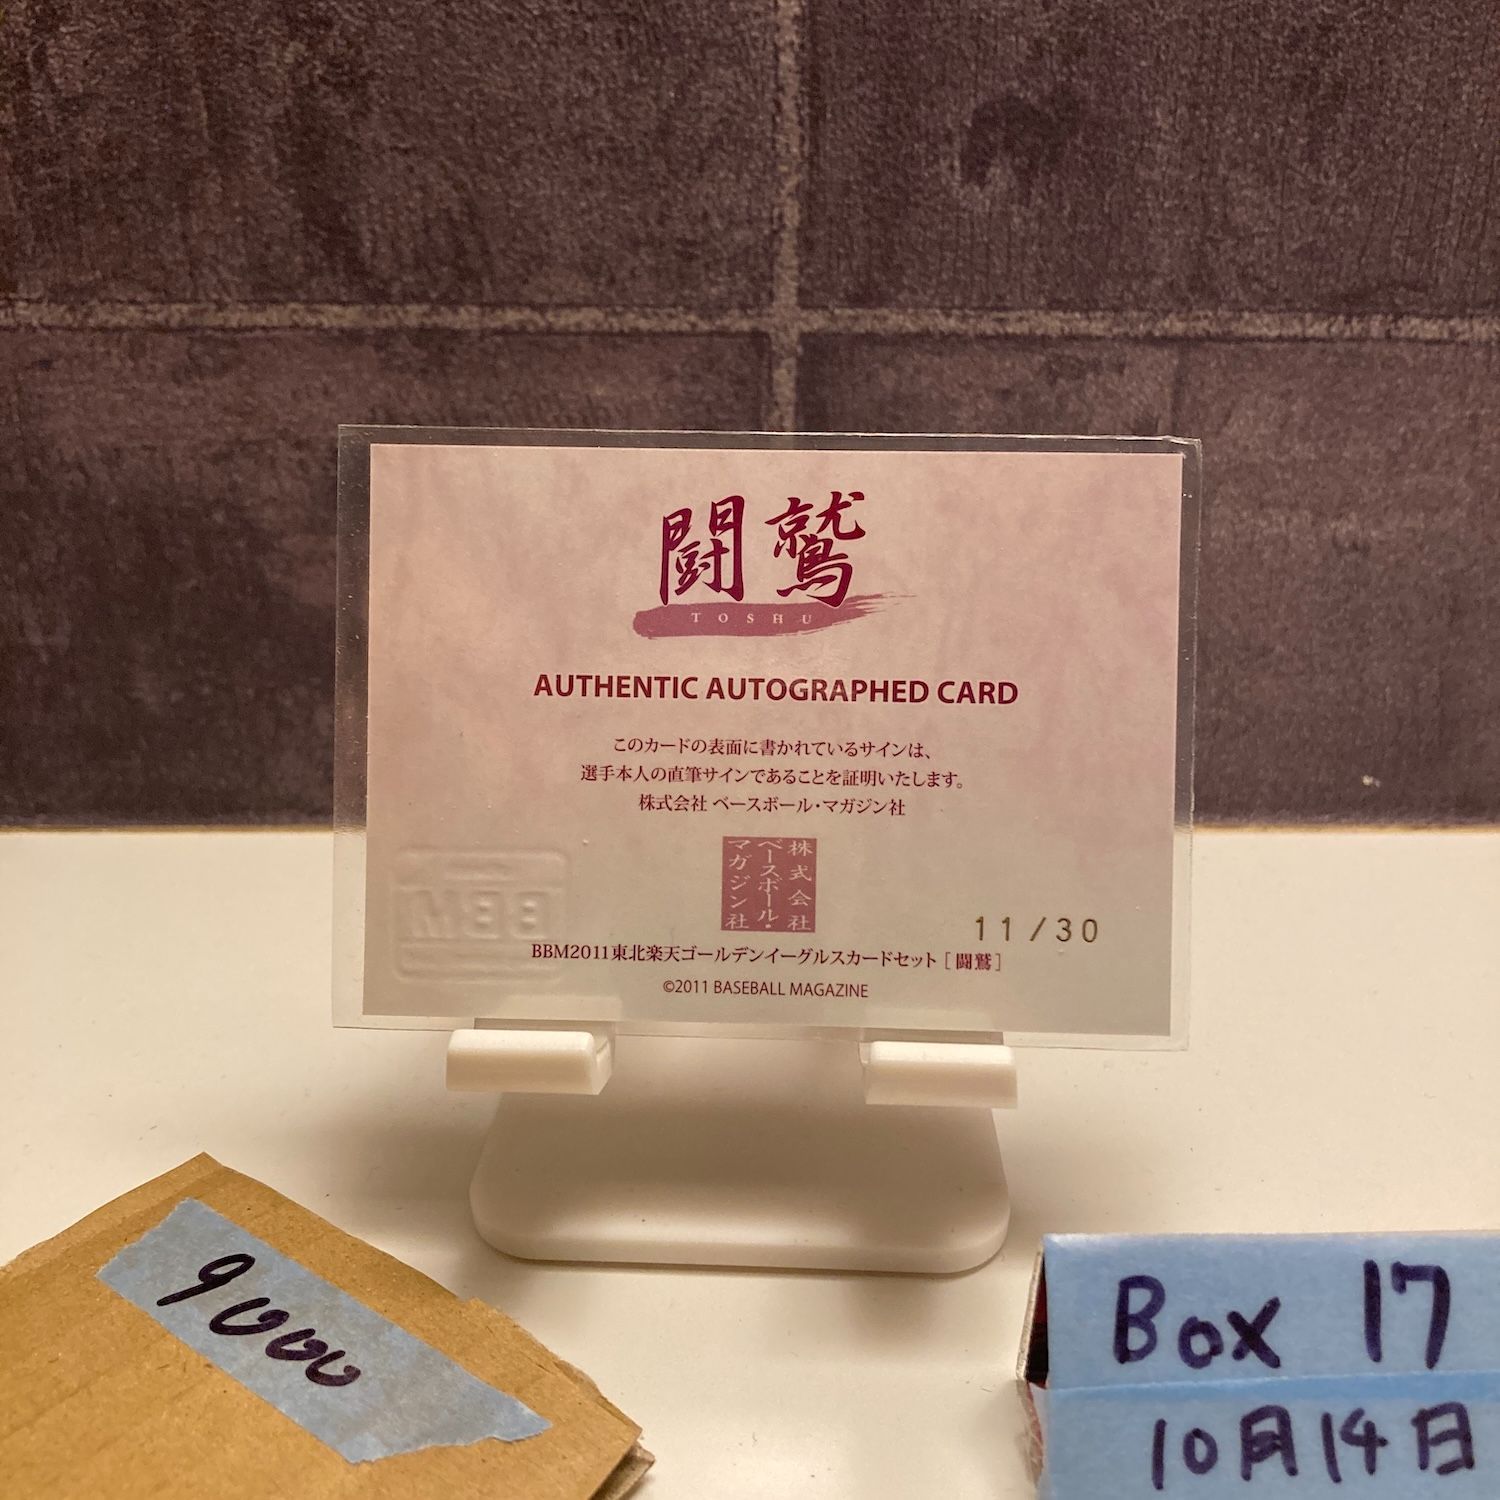 闘鷲
TOSHU
AUTHENTIC AUTOGRAPHED CARD
このカードの表面に書かれているサインは、
選手本人の直筆サインであることを証明いたします。
株式会社 ベースボール・マガジン社
株式会社
ベースボール・
マガジン社
BBM
11/30
BBM2011東北楽天ゴールデンイーグルスカードセット [闘鷲]
©2011 BASEBALL MAGAZINE
9000
Box 17
10月14日